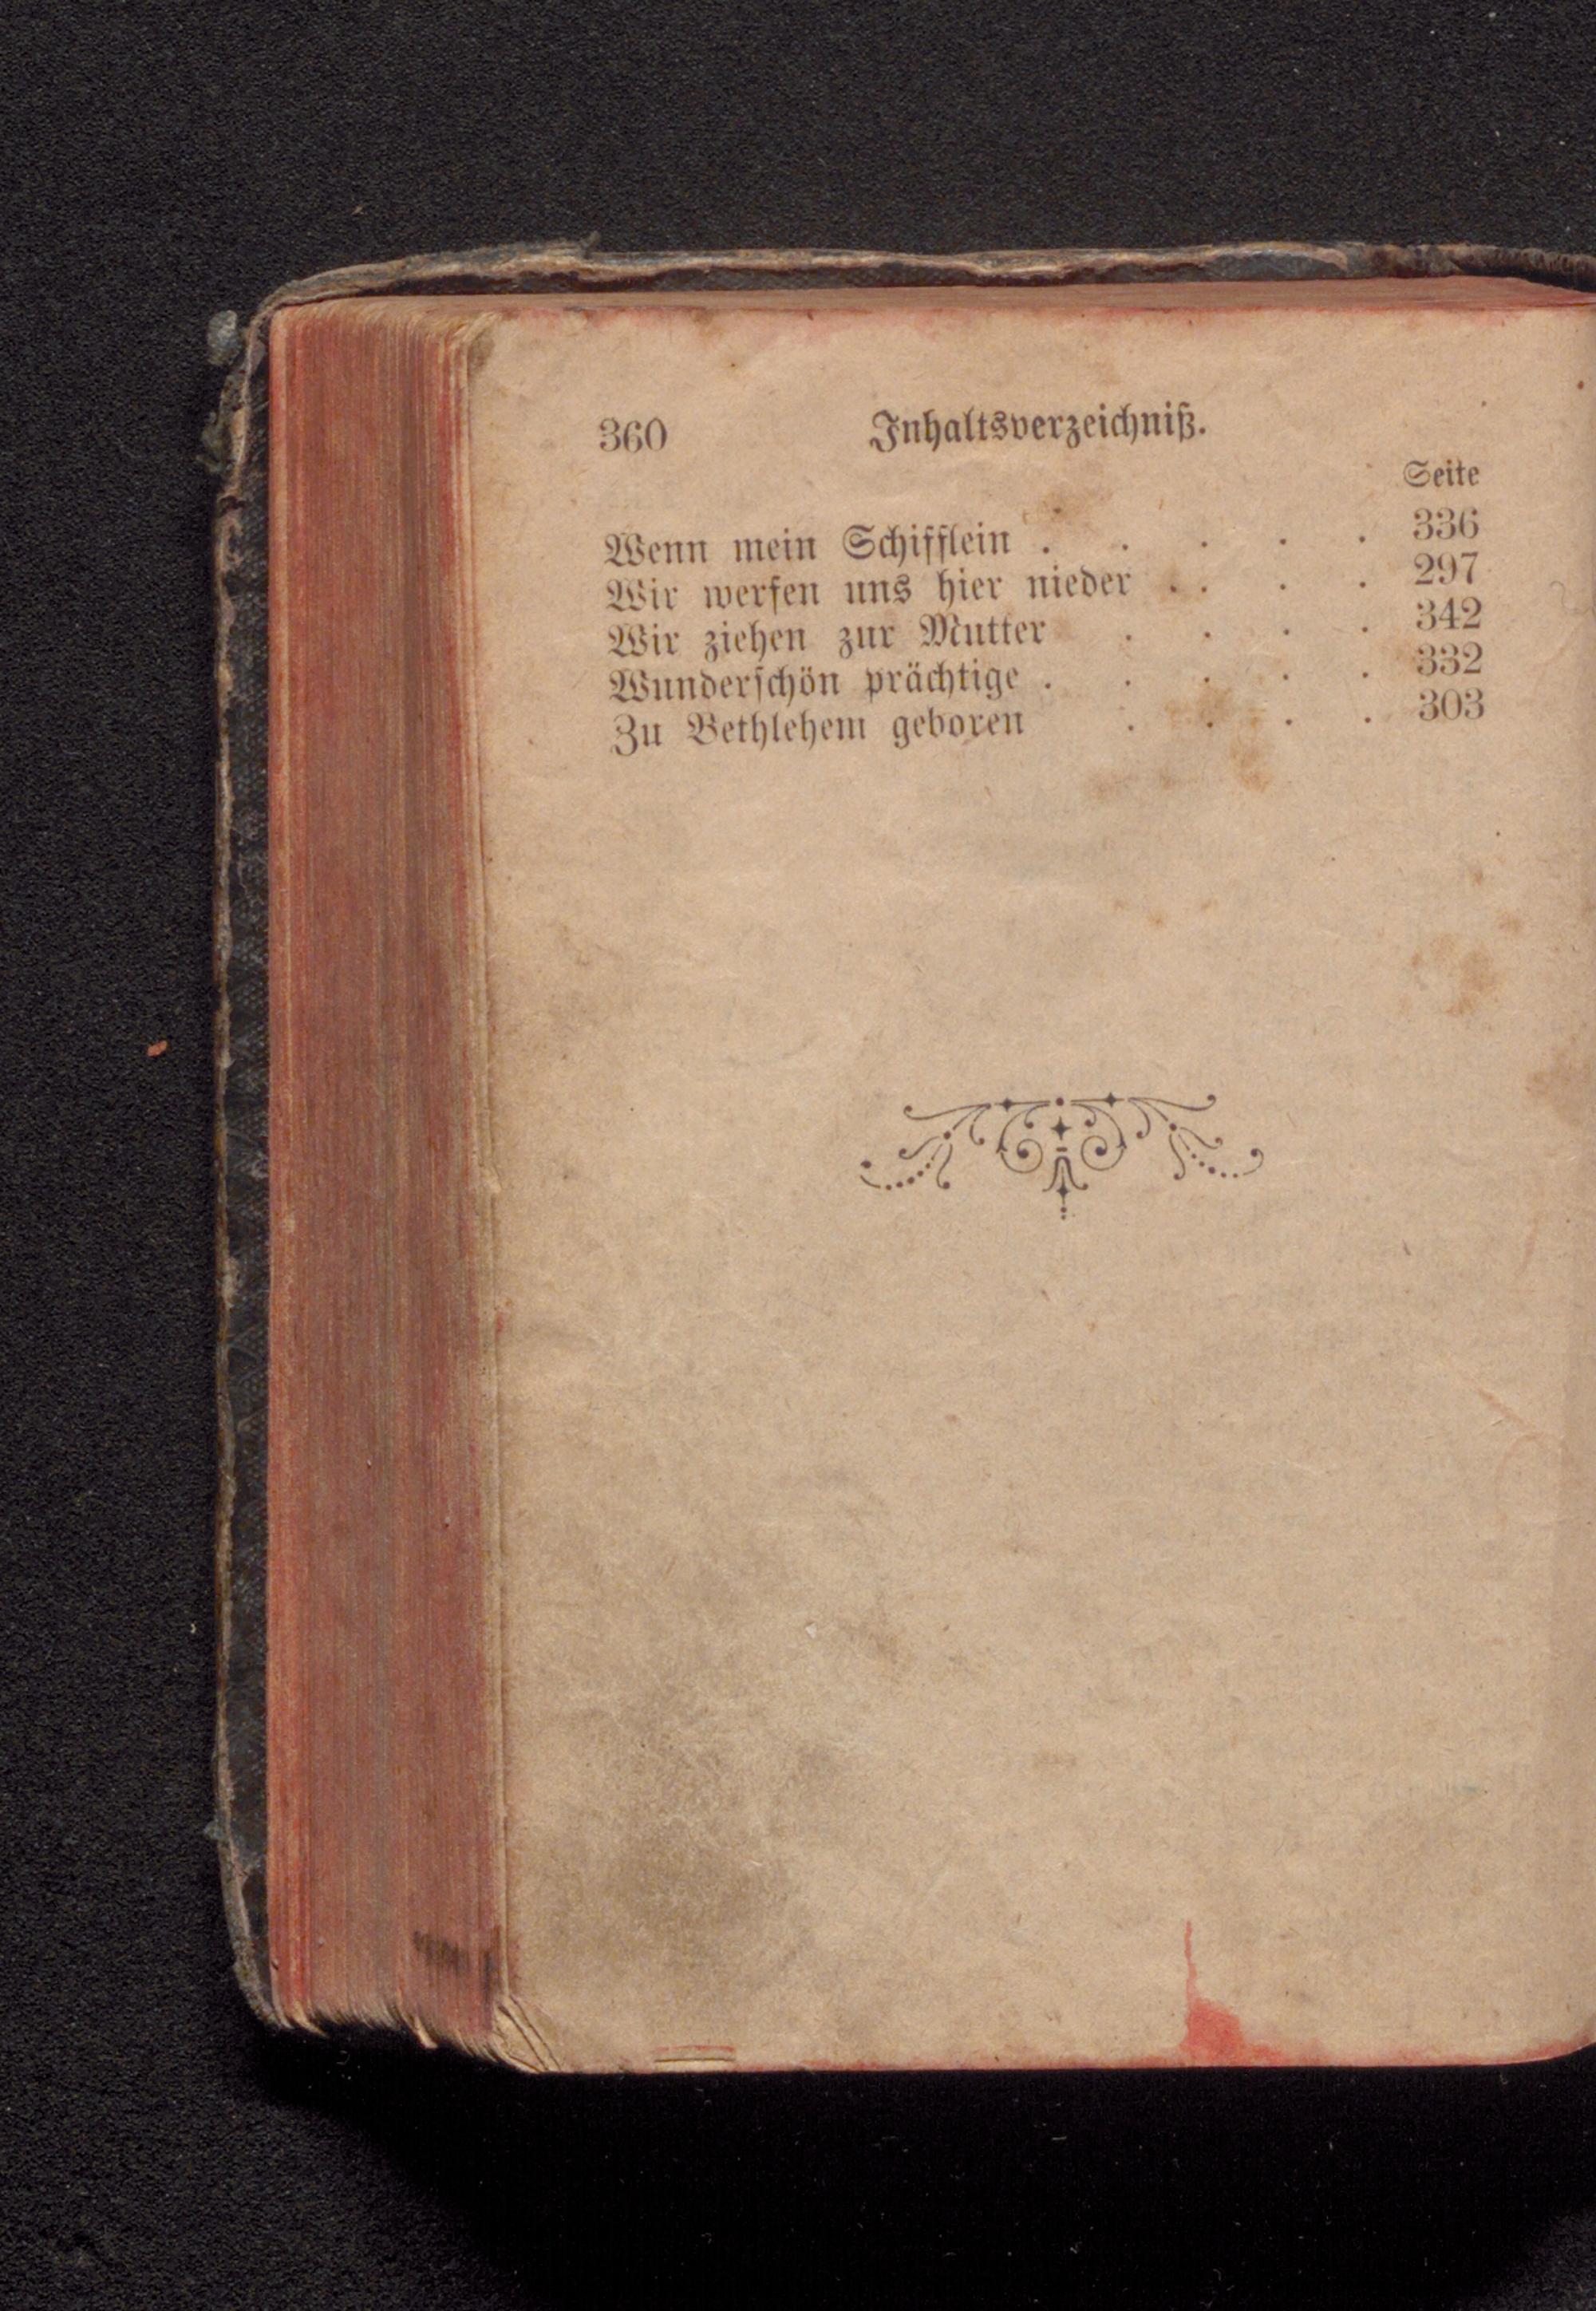 360 Inhaltsverzeichniß.
Seite
Wenn mein Schifflein . . . . . 336
Wir werfen uns hier nieder . . . . 297
Wir ziehen zur Mutter . . . . 342
Wunderschön prächtige . . . . . 332
Zu Bethlehem geboren . . . . 303